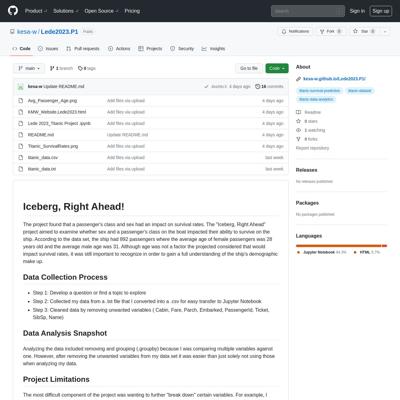 Product Solutions Open Source Pricing Search Sign in Sign up
kesa-w / Lede2023.P1 Public Notifications Fork 0 Star 0
Code Issues Pull requests Actions Projects Security Insights
main 1 branch 0 tags Go to file Code
kesa-w Update README.md 4 days ago 16 commits
Avg_Passenger_Age.png Add files via upload 4 days ago
KMW_Website.Lede2023.html Add files via upload 4 days ago
Lede 2023_Titanic Project .ipynb Add files via upload 4 days ago
README.md Update README.md 4 days ago
Titanic_SurvivalRates.png Add files via upload 4 days ago
titanic_data.csv Add files via upload last week
titanic_data.txt Add files via upload last week
Iceberg, Right Ahead!
The project found that a passenger's class and sex had an impact on survival rates. The "Iceberg, Right Ahead"
project aimed to examine whether sex and a passenger's class on the boat impacted their ability to survive on the
ship. According to the data set, the ship had 892 passengers where the average age of female passengers was 28
years old and the average male age was 31. Although age was not a factor the projected considered that would
impact survival rates, it was still important to recognize in order to gain a full understanding of the ship's demographic
make up.
Data Collection Process
Step 1: Develop a question or find a topic to explore
Step 2: Collected my data from a .txt file that I converted into a .csv for easy transfer to Jupyter Notebook
Step 3: Cleaned data by removing unwanted variables ( Cabin, Fare, Parch, Embarked, PassengerId, Ticket,
SibSp, Name)
Data Analysis Snapshot
Analyzing the data included removing and grouping (.groupby) because I was comparing multiple variables against
one. However, after removing the unwanted variables from my data set it was easier than just solely not using those
when analyzing my data.
Project Limitations
The most difficult component of the project was wanting to further "break down" certain variables. For example, I
About
kesa-w.github.io/Lede2023.P1/
titanic-survival-prediction titanic-dataset
titanic-data-analytics
Readme
0 stars
1 watching
0 forks
Report repository
Releases
No releases published
Packages
No packages published
Languages
Jupyter Notebook 94.3% HTML 5.7%